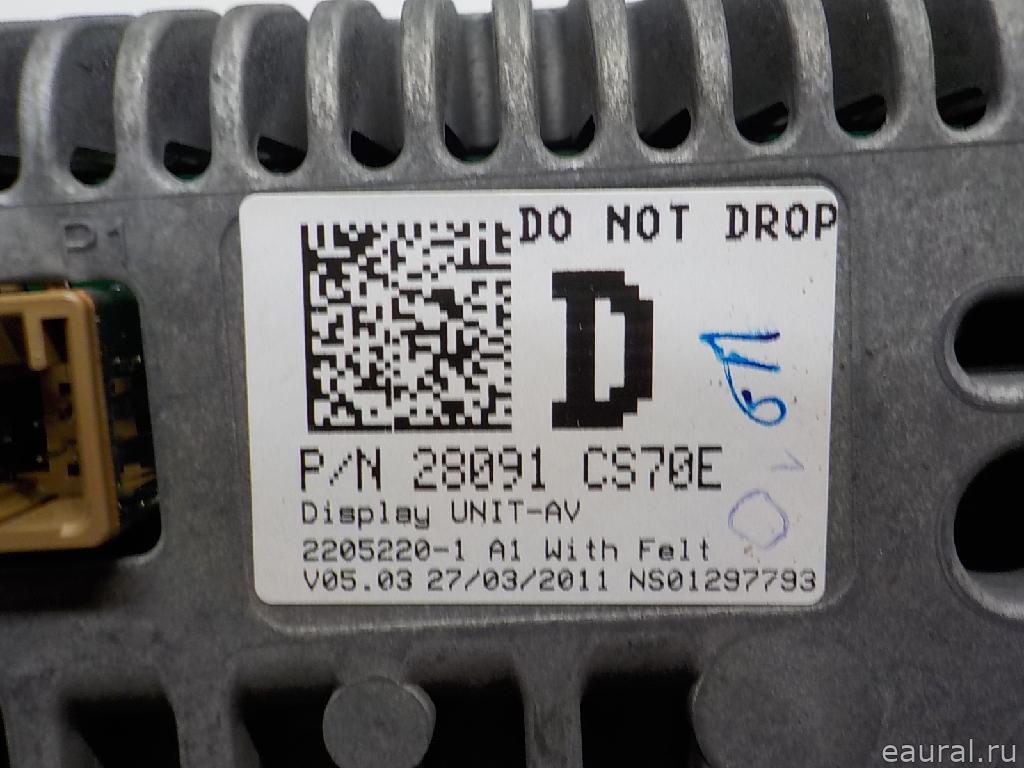 P1
DO NOT DROP
D
P/N 28091 CS70E
Display UNIT-AV
2205220-1 A1 With Felt
V05.03 27/03/2011 NS01297793
eaural.ru